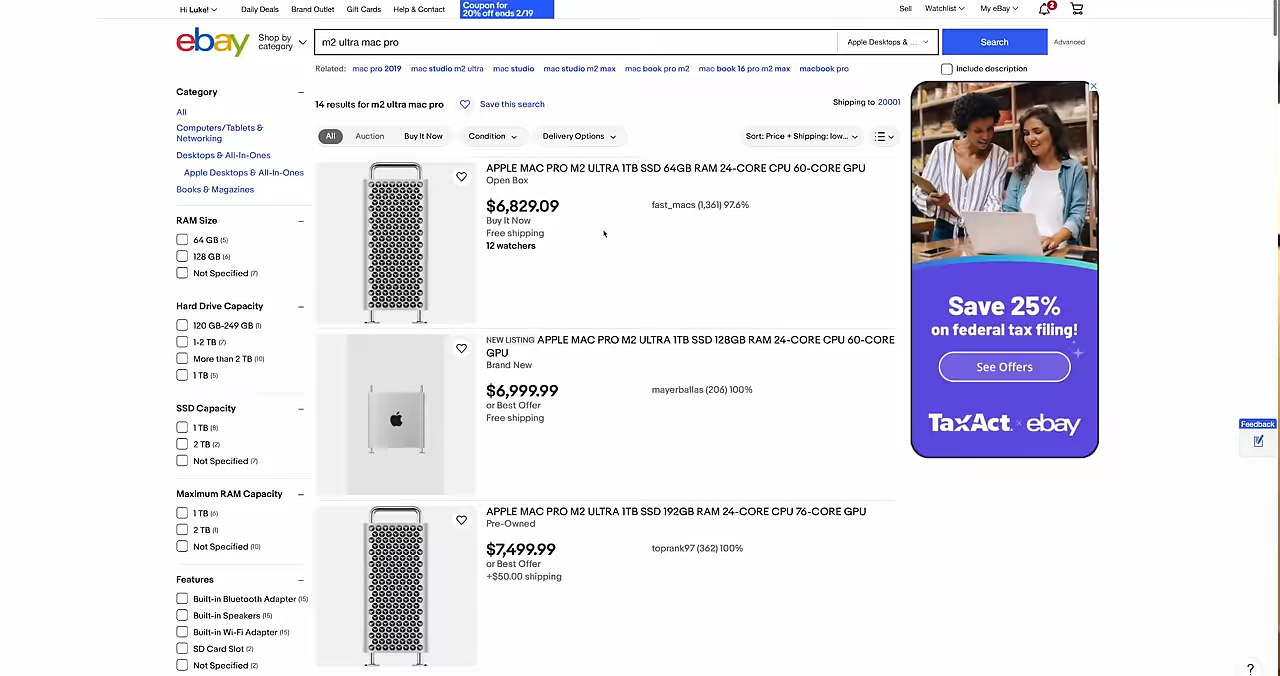 Hi Luke!
Daily Deals
Brand Outlet
Gift Cards
Help & Contact
Coupon for
20% off ends 2/19
Sell
Watchlist
My eBay
2
ebay
Shop by
category
m2 ultra mac pro
Apple Desktops & ...
Search
Advanced
Related:
mac pro 2019
mac studio m2 ultra
mac studio
mac studio m2 max
mac book pro m2
mac book 16 pro m2 max
macbook pro
Include description
Category
All
Computers/Tablets &
Networking
Desktops & All-In-Ones
Apple Desktops & All-In-Ones
Books & Magazines
RAM Size
64 GB (5)
128 GB (6)
Not Specified (7)
Hard Drive Capacity
120 GB-249 GB (1)
1-2 TB (7)
More than 2 TB (10)
1 TB (5)
SSD Capacity
1 TB (8)
2 TB (2)
Not Specified (7)
Maximum RAM Capacity
1 TB (6)
2 TB (1)
Not Specified (10)
Features
Built-in Bluetooth Adapter (15)
Built-in Speakers (15)
Built-in Wi-Fi Adapter (15)
SD Card Slot (2)
Not Specified (2)
14 results for m2 ultra mac pro
Save this search
Shipping to 20001
All
Auction
Buy It Now
Condition
Delivery Options
Sort: Price + Shipping: low...
APPLE MAC PRO M2 ULTRA 1TB SSD 64GB RAM 24-CORE CPU 60-CORE GPU
Open Box
$6,829.09
Buy It Now
Free shipping
12 watchers
fast_macs (1,361) 97.6%
NEW LISTING APPLE MAC PRO M2 ULTRA 1TB SSD 128GB RAM 24-CORE CPU 60-CORE
GPU
Brand New
$6,999.99
or Best Offer
Free shipping
mayerballas (206) 100%
APPLE MAC PRO M2 ULTRA 1TB SSD 192GB RAM 24-CORE CPU 76-CORE GPU
Pre-Owned
$7,499.99
or Best Offer
+$50.00 shipping
toprank97 (362) 100%
Save 25%
on federal tax filing!
See Offers
TaxAct. × ebay
Feedback
?